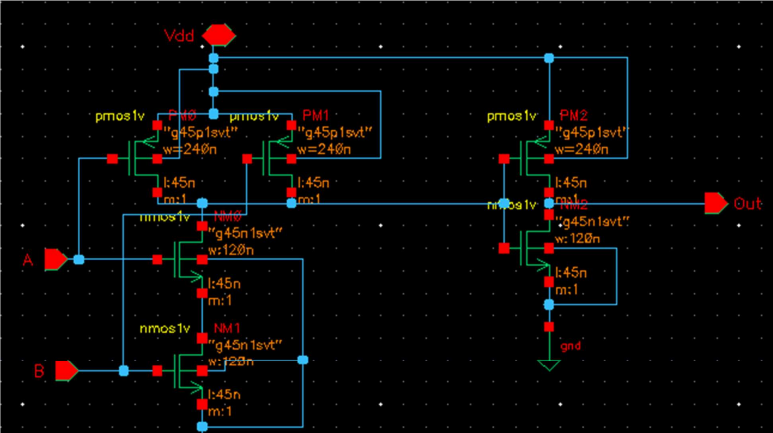 Vdd
pmos1v PM0
"g45p1svt"
w=240n
l:45n
m:1
pmos1v PM1
"g45p1svt"
w=240n
l:45n
m:1
pmos1v PM2
"g45p1svt"
w=240n
l:45n
m:1
nmos1v NM0
"g45n1svt"
w:120n
l:45n
m:1
nmos1v NM2
"g45n1svt"
w:120n
l:45n
m:1
Out
A
nmos1v NM1
"g45n1svt"
w:120n
l:45n
m:1
gnd
B